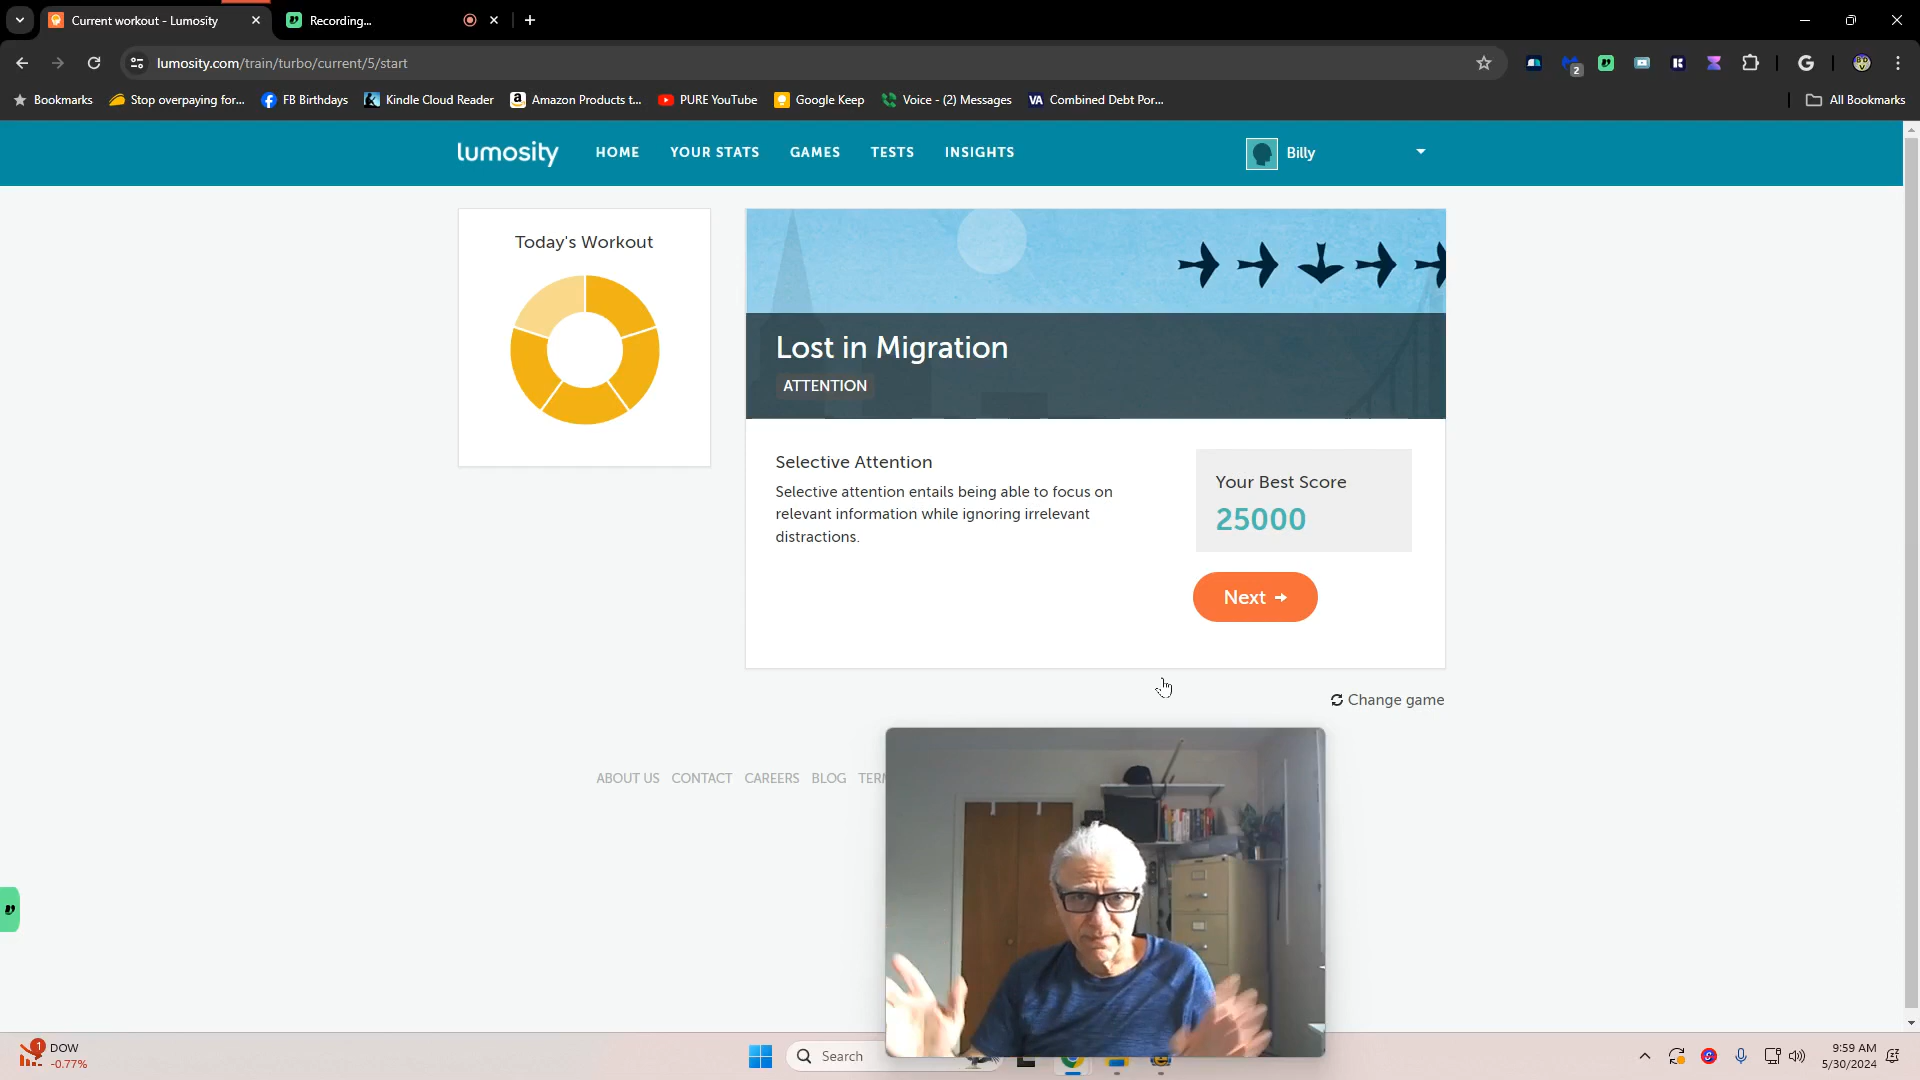 Current workout - Lumosity
Recording...
lumosity.com/train/turbo/current/5/start
2
Bookmarks
Stop overpaying for...
FB Birthdays
Kindle Cloud Reader
Amazon Products t...
PURE YouTube
Google Keep
Voice - (2) Messages
VA Combined Debt Por...
All Bookmarks
lumosity
HOME
YOUR STATS
GAMES
TESTS
INSIGHTS
Billy
Today's Workout
Lost in Migration
ATTENTION
Selective Attention
Selective attention entails being able to focus on
relevant information while ignoring irrelevant
distractions.
Your Best Score
25000
Next
Change game
ABOUT US
CONTACT
CAREERS
BLOG
1
DOW
-0.77%
Search
9:59 AM
5/30/2024